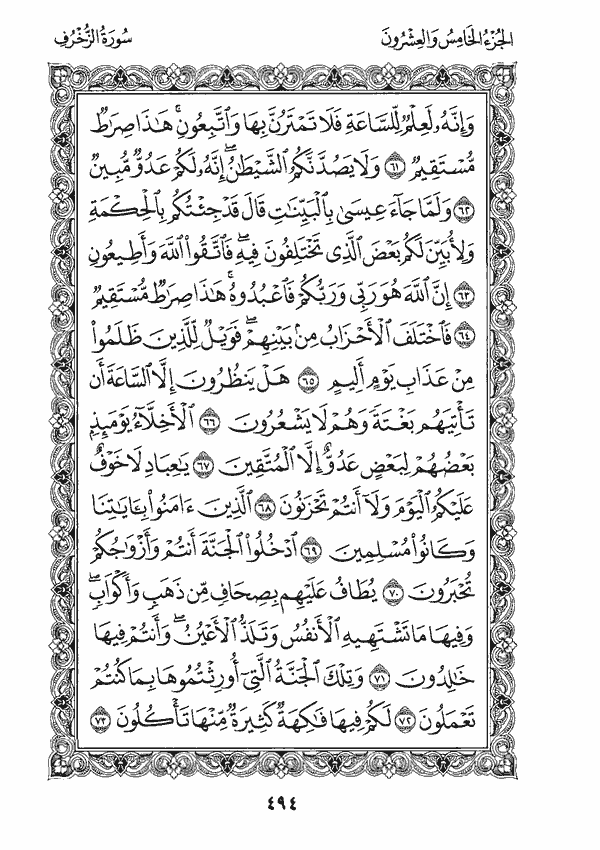 الجُزْءُ الخَامِسُ وَالعِشْرُونَ
سُورَةُ الزُّخْرُفِ
وَإِنَّهُۥ لَعِلْمٌ لِّلسَّاعَةِ فَلَا تَمْتَرُنَّ بِهَا وَٱتَّبِعُونِ ۚ هَـٰذَا صِرَٰطٌ
مُّسْتَقِيمٌ ٦١ وَلَا يَصُدَّنَّكُمُ ٱلشَّيْطَـٰنُ ۖ إِنَّهُۥ لَكُمْ عَدُوٌّ مُّبِينٌ
٦٢ وَلَمَّا جَآءَ عِيسَىٰ بِٱلْبَيِّنَـٰتِ قَالَ قَدْ جِئْتُكُم بِٱلْحِكْمَةِ
وَلِأُبَيِّنَ لَكُم بَعْضَ ٱلَّذِى تَخْتَلِفُونَ فِيهِ ۖ فَٱتَّقُوا۟ ٱللَّهَ وَأَطِيعُونِ
٦٣ إِنَّ ٱللَّهَ هُوَ رَبِّى وَرَبُّكُمْ فَٱعْبُدُوهُ ۚ هَـٰذَا صِرَٰطٌ مُّسْتَقِيمٌ
٦٤ فَٱخْتَلَفَ ٱلْأَحْزَابُ مِنۢ بَيْنِهِمْ ۖ فَوَيْلٌ لِّلَّذِينَ ظَلَمُوا۟
مِنْ عَذَابِ يَوْمٍ أَلِيمٍ ٦٥ هَلْ يَنظُرُونَ إِلَّا ٱلسَّاعَةَ أَن
تَأْتِيَهُم بَغْتَةً وَهُمْ لَا يَشْعُرُونَ ٦٦ ٱلْأَخِلَّآءُ يَوْمَئِذٍۭ
بَعْضُهُمْ لِبَعْضٍ عَدُوٌّ إِلَّا ٱلْمُتَّقِينَ ٦٧ يَـٰعِبَادِ لَا خَوْفٌ
عَلَيْكُمُ ٱلْيَوْمَ وَلَآ أَنتُمْ تَحْزَنُونَ ٦٨ ٱلَّذِينَ ءَامَنُوا۟ بِـَٔايَـٰتِنَا
وَكَانُوا۟ مُسْلِمِينَ ٦٩ ٱدْخُلُوا۟ ٱلْجَنَّةَ أَنتُمْ وَأَزْوَٰجُكُمْ
تُحْبَرُونَ ٧٠ يُطَافُ عَلَيْهِم بِصِحَافٍ مِّن ذَهَبٍ وَأَكْوَابٍ ۖ
وَفِيهَا مَا تَشْتَهِيهِ ٱلْأَنفُسُ وَتَلَذُّ ٱلْأَعْيُنُ ۖ وَأَنتُمْ فِيهَا
خَـٰلِدُونَ ٧١ وَتِلْكَ ٱلْجَنَّةُ ٱلَّتِىٓ أُورِثْتُمُوهَا بِمَا كُنتُمْ
تَعْمَلُونَ ٧٢ لَكُمْ فِيهَا فَـٰكِهَةٌ كَثِيرَةٌ مِّنْهَا تَأْكُلُونَ ٧٣
٤٩٤